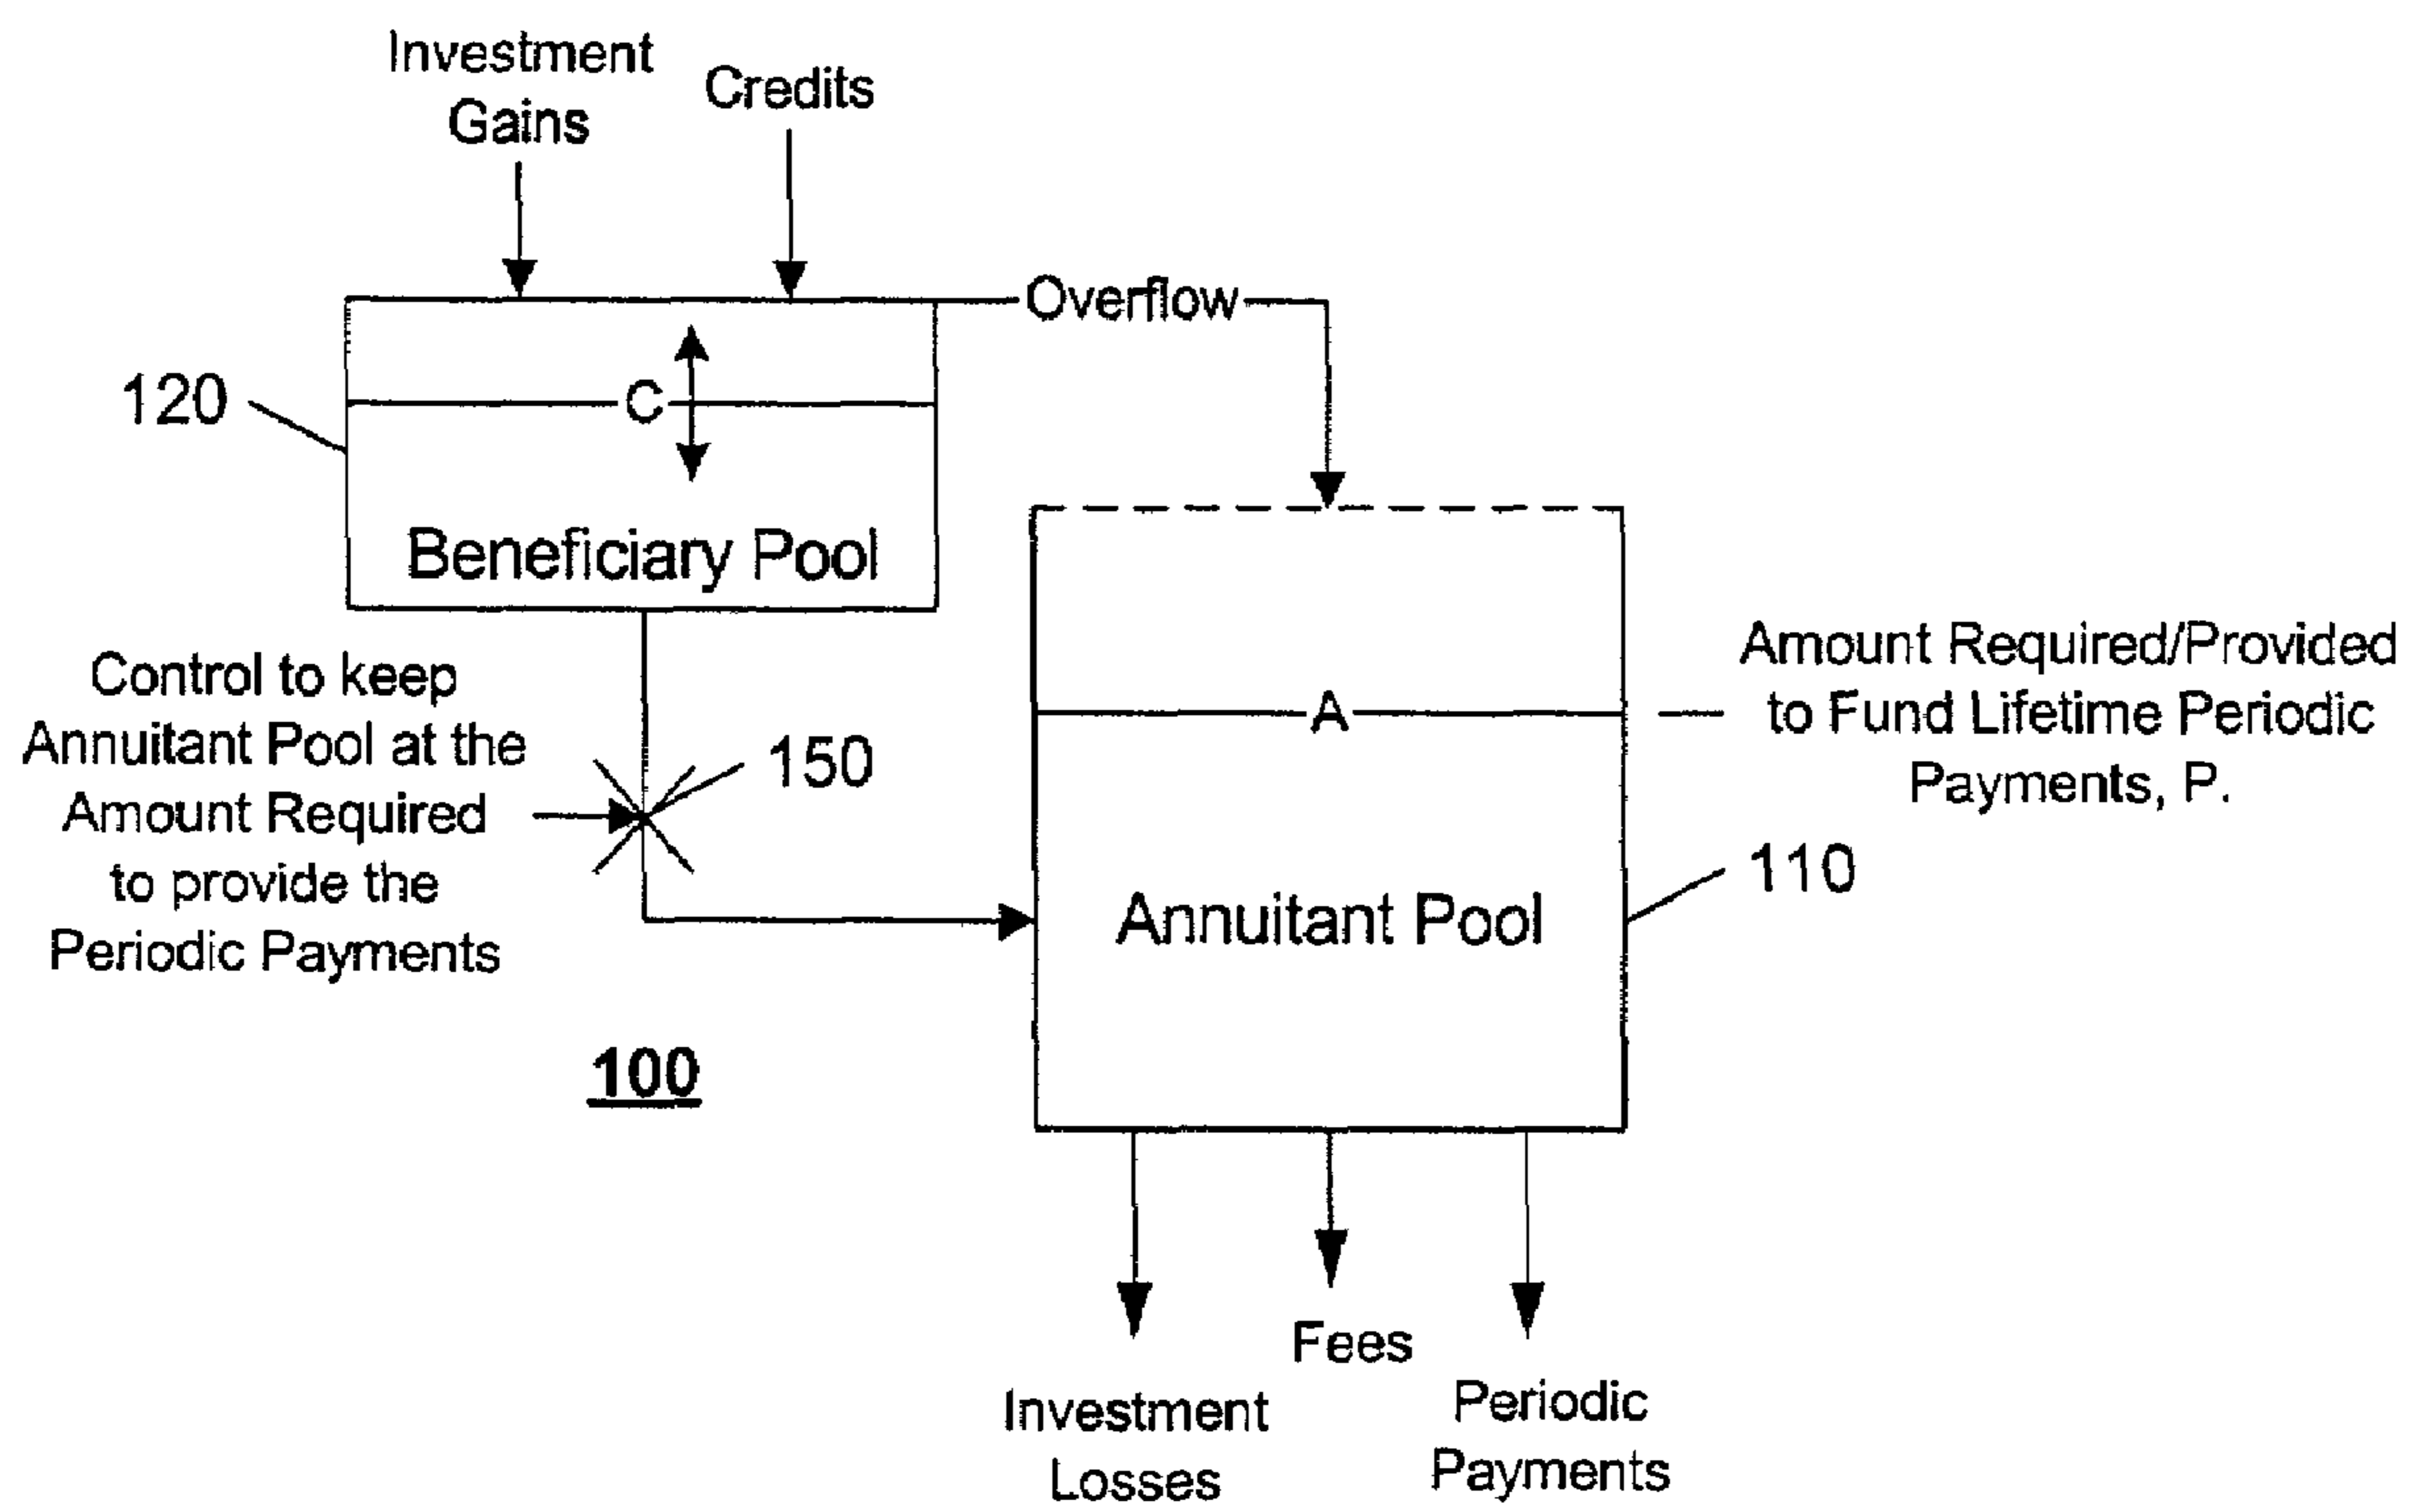 Investment
Gains
Credits
Overflow
120
C
Beneficiary Pool
Control to keep
Annuitant Pool at the
Amount Required
to provide the
Periodic Payments
150
A
Amount Required/Provided
to Fund Lifetime Periodic
Payments, P.
110
Annuitant Pool
100
Investment
Losses
Fees
Periodic
Payments